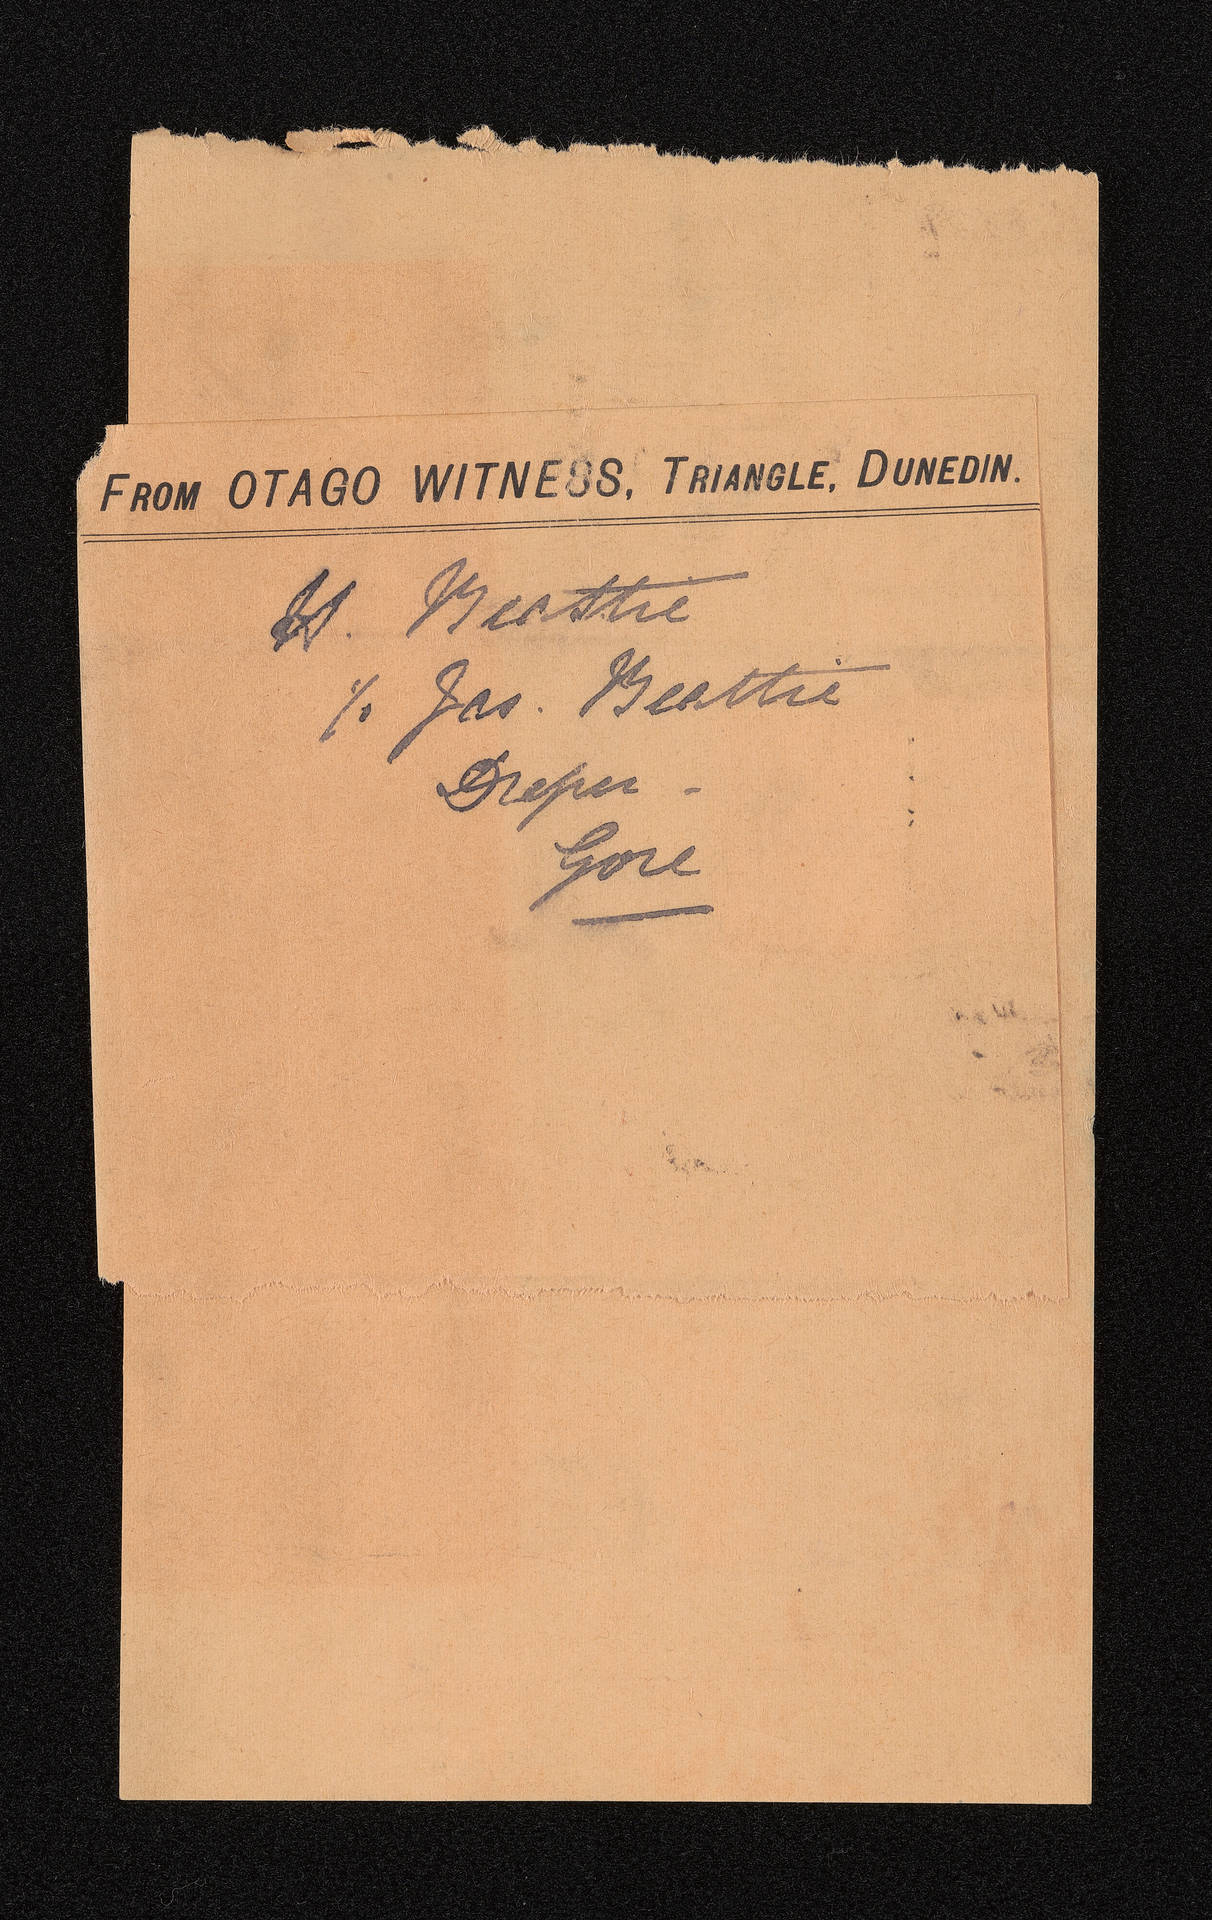 FROM OTAGO WITNESS, TRIANGLE, DUNEDIN.
H. Beattie
℅ Jas. Beattie
Draper -
Gore